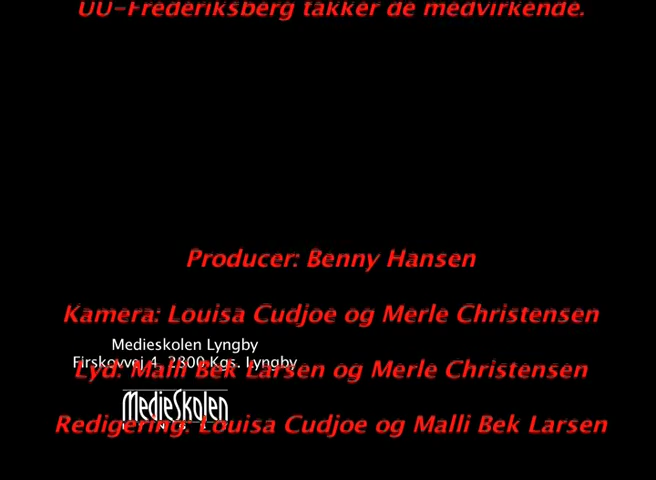 UU-Frederiksberg takker de medvirkende.
Producer: Benny Hansen
Kamera: Louisa Cudjoe og Merle Christensen
Medieskolen Lyngby
Firskovvej 4, 2800 Kgs. Lyngby
Lyd: Malli Bek Larsen og Merle Christensen
MedieSkolen
Redigering: Louisa Cudjoe og Malli Bek Larsen